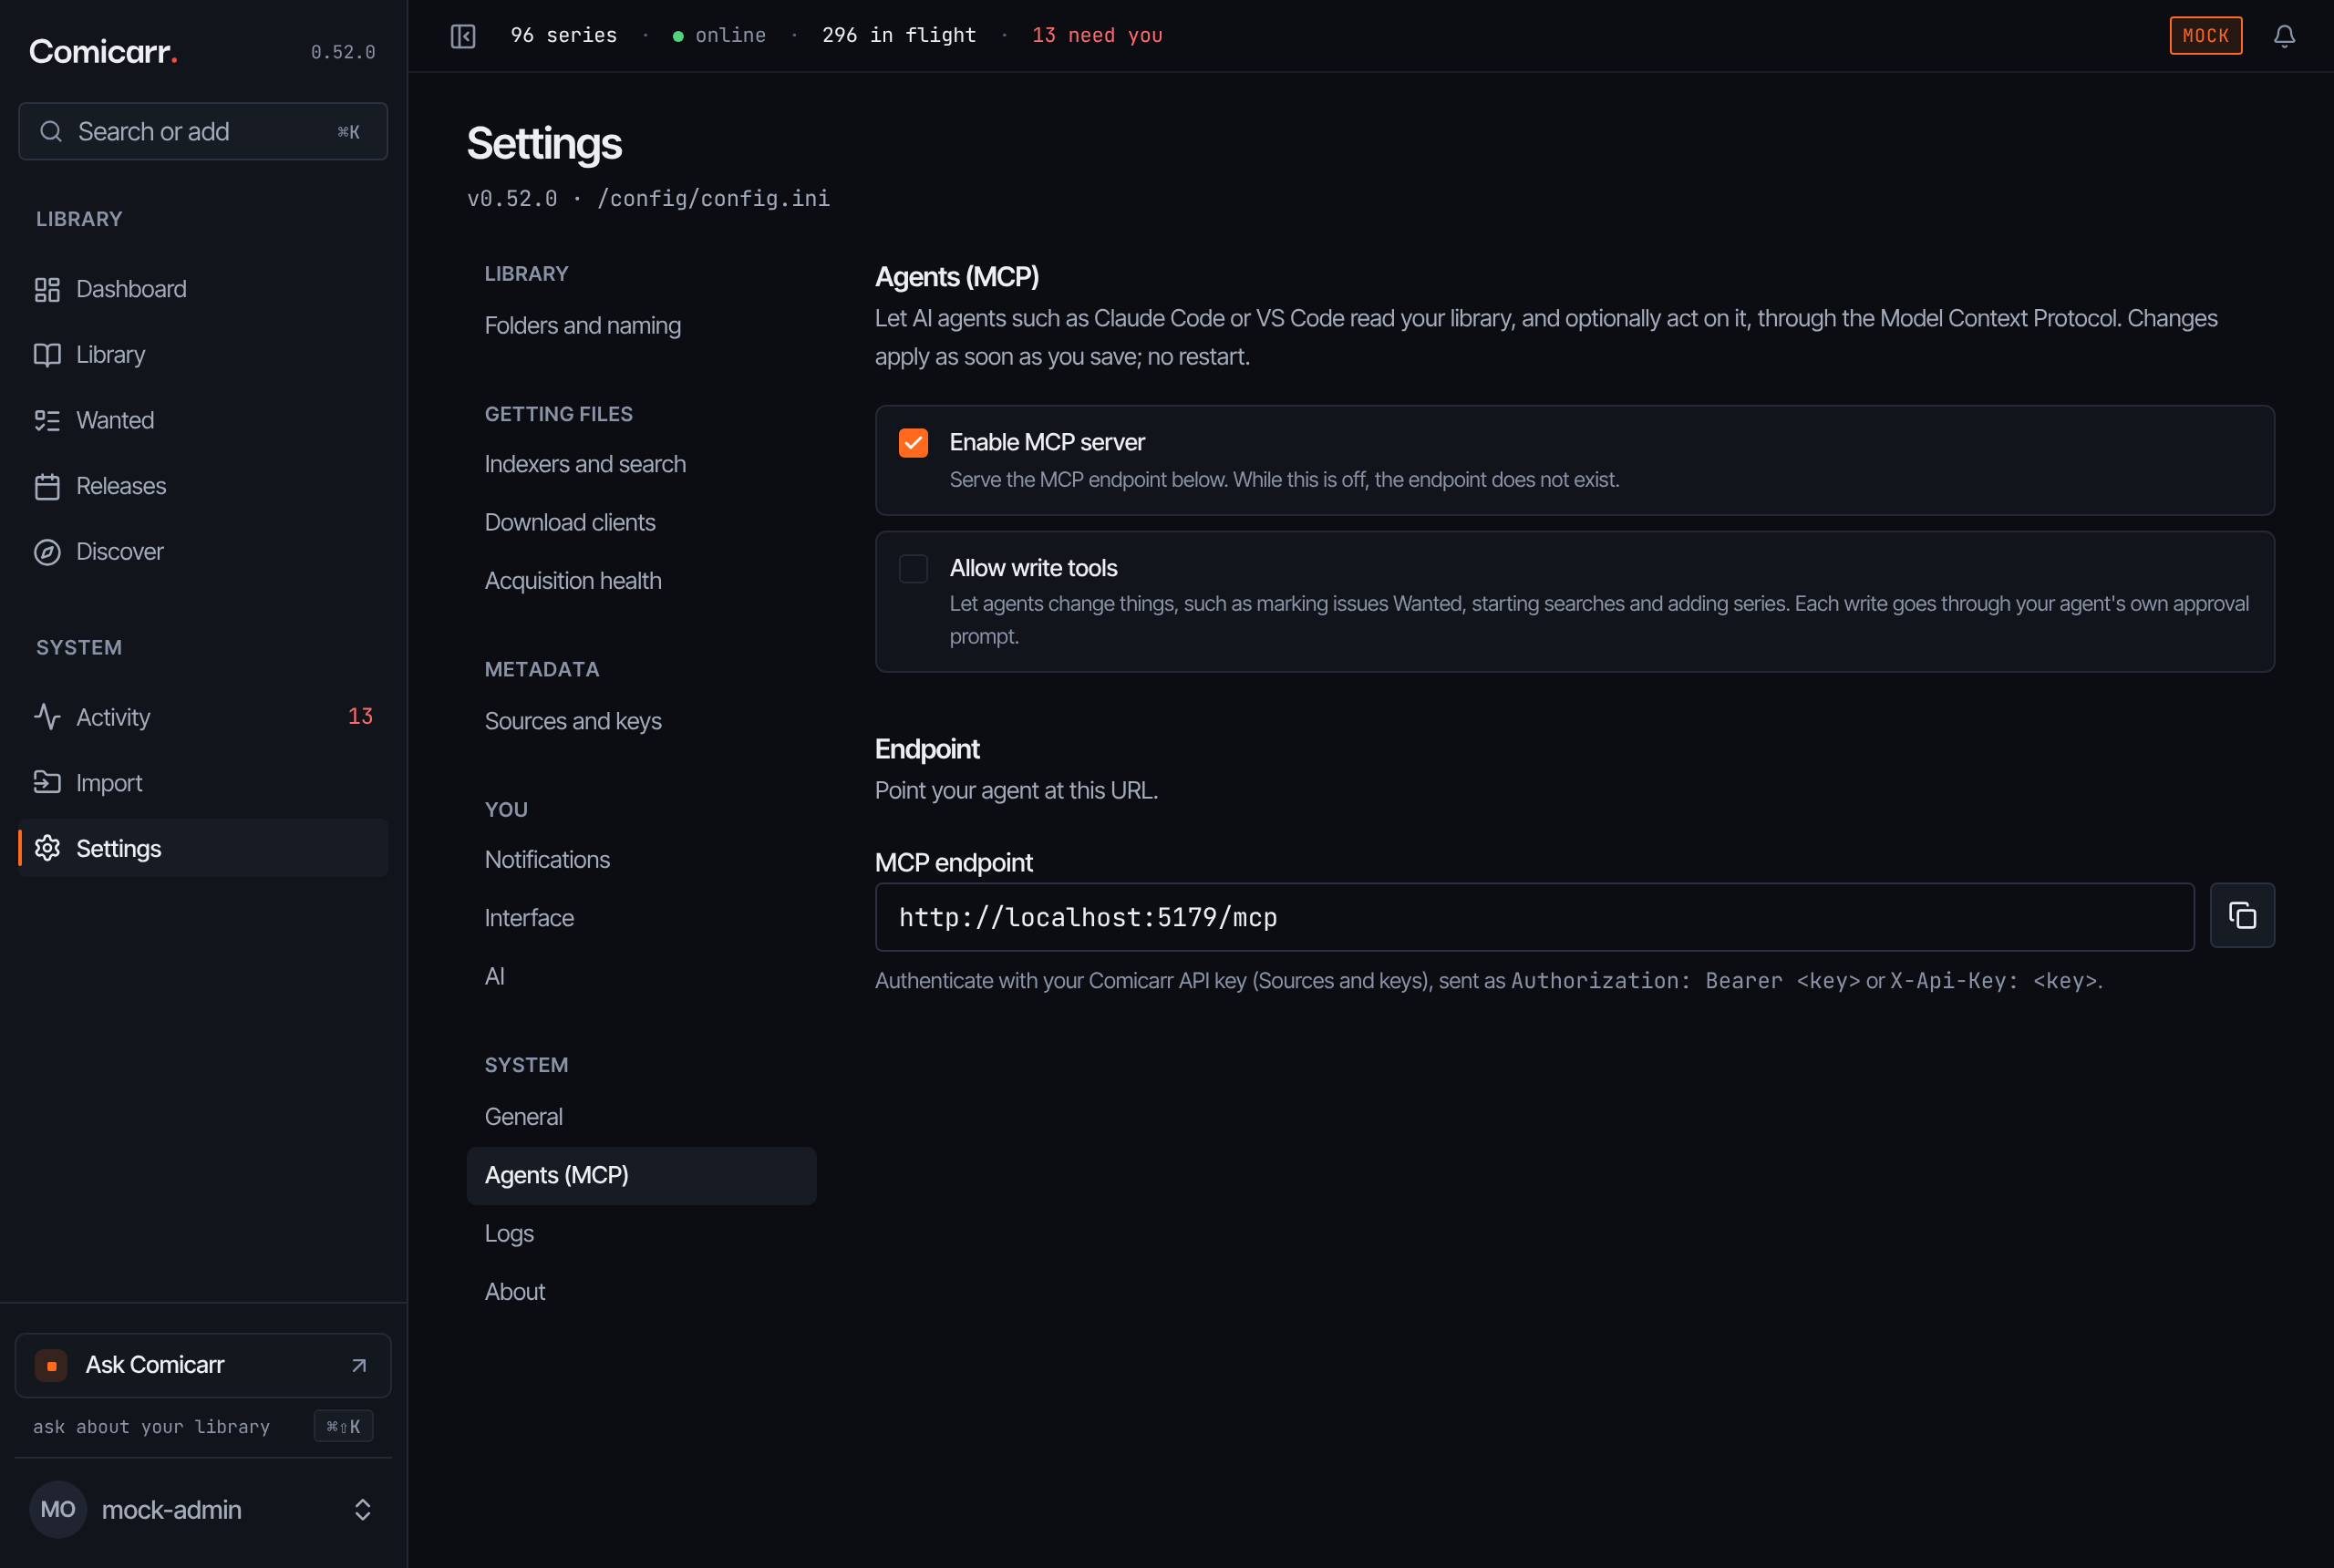 Comicarr.
0.52.0
Search or add
⌘K
LIBRARY
Dashboard
Library
Wanted
Releases
Discover
SYSTEM
Activity
13
Import
Settings
Ask Comicarr
ask about your library
⌘⇧K
MO
mock-admin
96 series · online · 296 in flight · 13 need you
MOCK
Settings
v0.52.0 · /config/config.ini
LIBRARY
Folders and naming
GETTING FILES
Indexers and search
Download clients
Acquisition health
METADATA
Sources and keys
YOU
Notifications
Interface
AI
SYSTEM
General
Agents (MCP)
Logs
About
Agents (MCP)
Let AI agents such as Claude Code or VS Code read your library, and optionally act on it, through the Model Context Protocol. Changes
apply as soon as you save; no restart.
Enable MCP server
Serve the MCP endpoint below. While this is off, the endpoint does not exist.
Allow write tools
Let agents change things, such as marking issues Wanted, starting searches and adding series. Each write goes through your agent's own approval
prompt.
Endpoint
Point your agent at this URL.
MCP endpoint
http://localhost:5179/mcp
Authenticate with your Comicarr API key (Sources and keys), sent as Authorization: Bearer <key> or X-Api-Key: <key>.